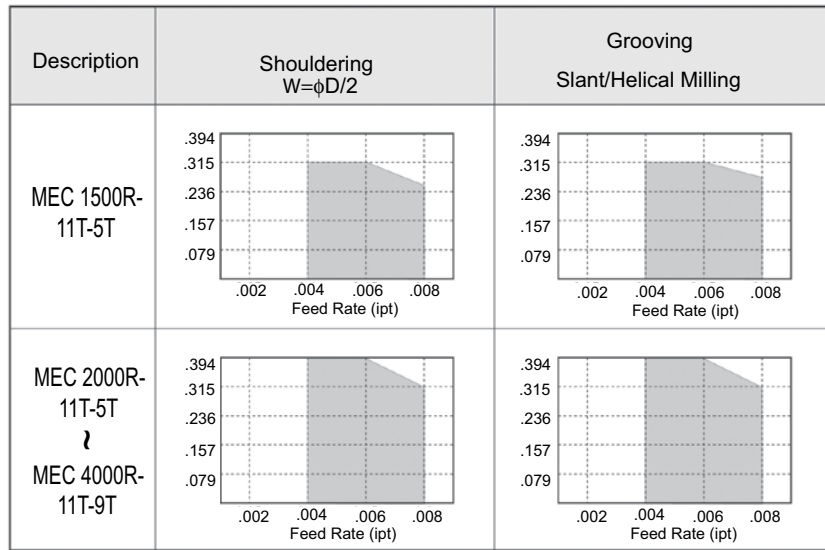 Description
Shouldering
W=ϕD/2
Grooving
Slant/Helical Milling
MEC 1500R-
11T-5T
.394
.315
.236
.157
.079
.002 .004 .006 .008
Feed Rate (ipt)
.394
.315
.236
.157
.079
.002 .004 .006 .008
Feed Rate (ipt)
MEC 2000R-
11T-5T
~
MEC 4000R-
11T-9T
.394
.315
.236
.157
.079
.002 .004 .006 .008
Feed Rate (ipt)
.394
.315
.236
.157
.079
.002 .004 .006 .008
Feed Rate (ipt)